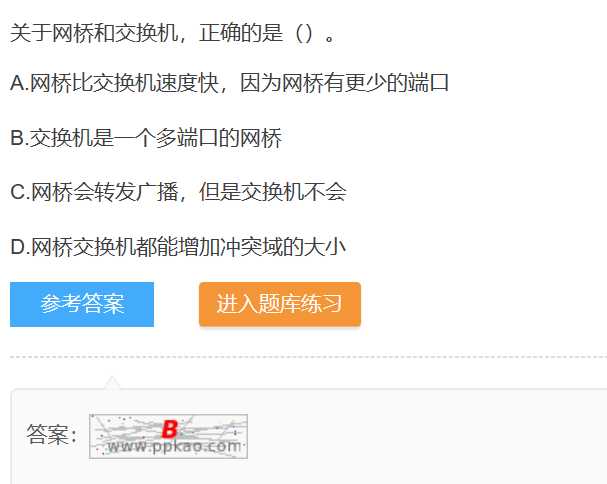 关于网桥和交换机，正确的是（）。
A.网桥比交换机速度快，因为网桥有更少的端口
B.交换机是一个多端口的网桥
C.网桥会转发广播，但是交换机不会
D.网桥交换机都能增加冲突域的大小
参考答案 进入题库练习
答案：B
www.ppkao.com